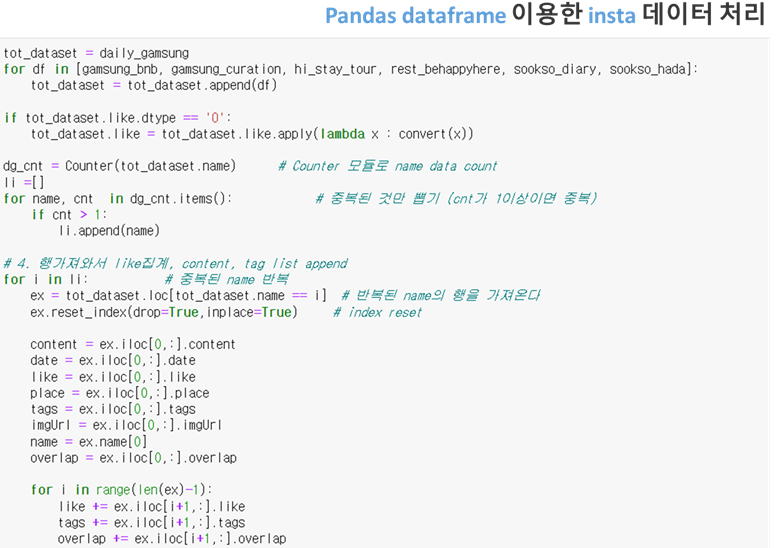 Pandas dataframe 이용한 insta 데이터 처리
tot_dataset = daily_gamsung
for df in [gamsung_bnb, gamsung_curation, hi_stay_tour, rest_behappyhere, sookso_diary, sookso_hada]:
    tot_dataset = tot_dataset.append(df)
if tot_dataset.like.dtype == 'O':
    tot_dataset.like = tot_dataset.like.apply(lambda x : convert(x))
dg_cnt = Counter(tot_dataset.name)      # Counter 모듈로 name data count
li =[]
for name, cnt  in dg_cnt.items():            # 중복된 것만 뽑기 (cnt가 1이상이면 중복)
    if cnt > 1:
        li.append(name)
# 4. 행가져와서 like집계, content, tag list append
for i in li:           # 중복된 name 반복
    ex = tot_dataset.loc[tot_dataset.name == i]  # 반복된 name의 행을 가져온다
    ex.reset_index(drop=True,inplace=True)     # index reset
    content = ex.iloc[0,:].content
    date = ex.iloc[0,:].date
    like = ex.iloc[0,:].like
    place = ex.iloc[0,:].place
    tags = ex.iloc[0,:].tags
    imgUrl = ex.iloc[0,:].imgUrl
    name = ex.name[0]
    overlap = ex.iloc[0,:].overlap
    for i in range(len(ex)-1):
        like += ex.iloc[i+1,:].like
        tags += ex.iloc[i+1,:].tags
        overlap += ex.iloc[i+1,:].overlap